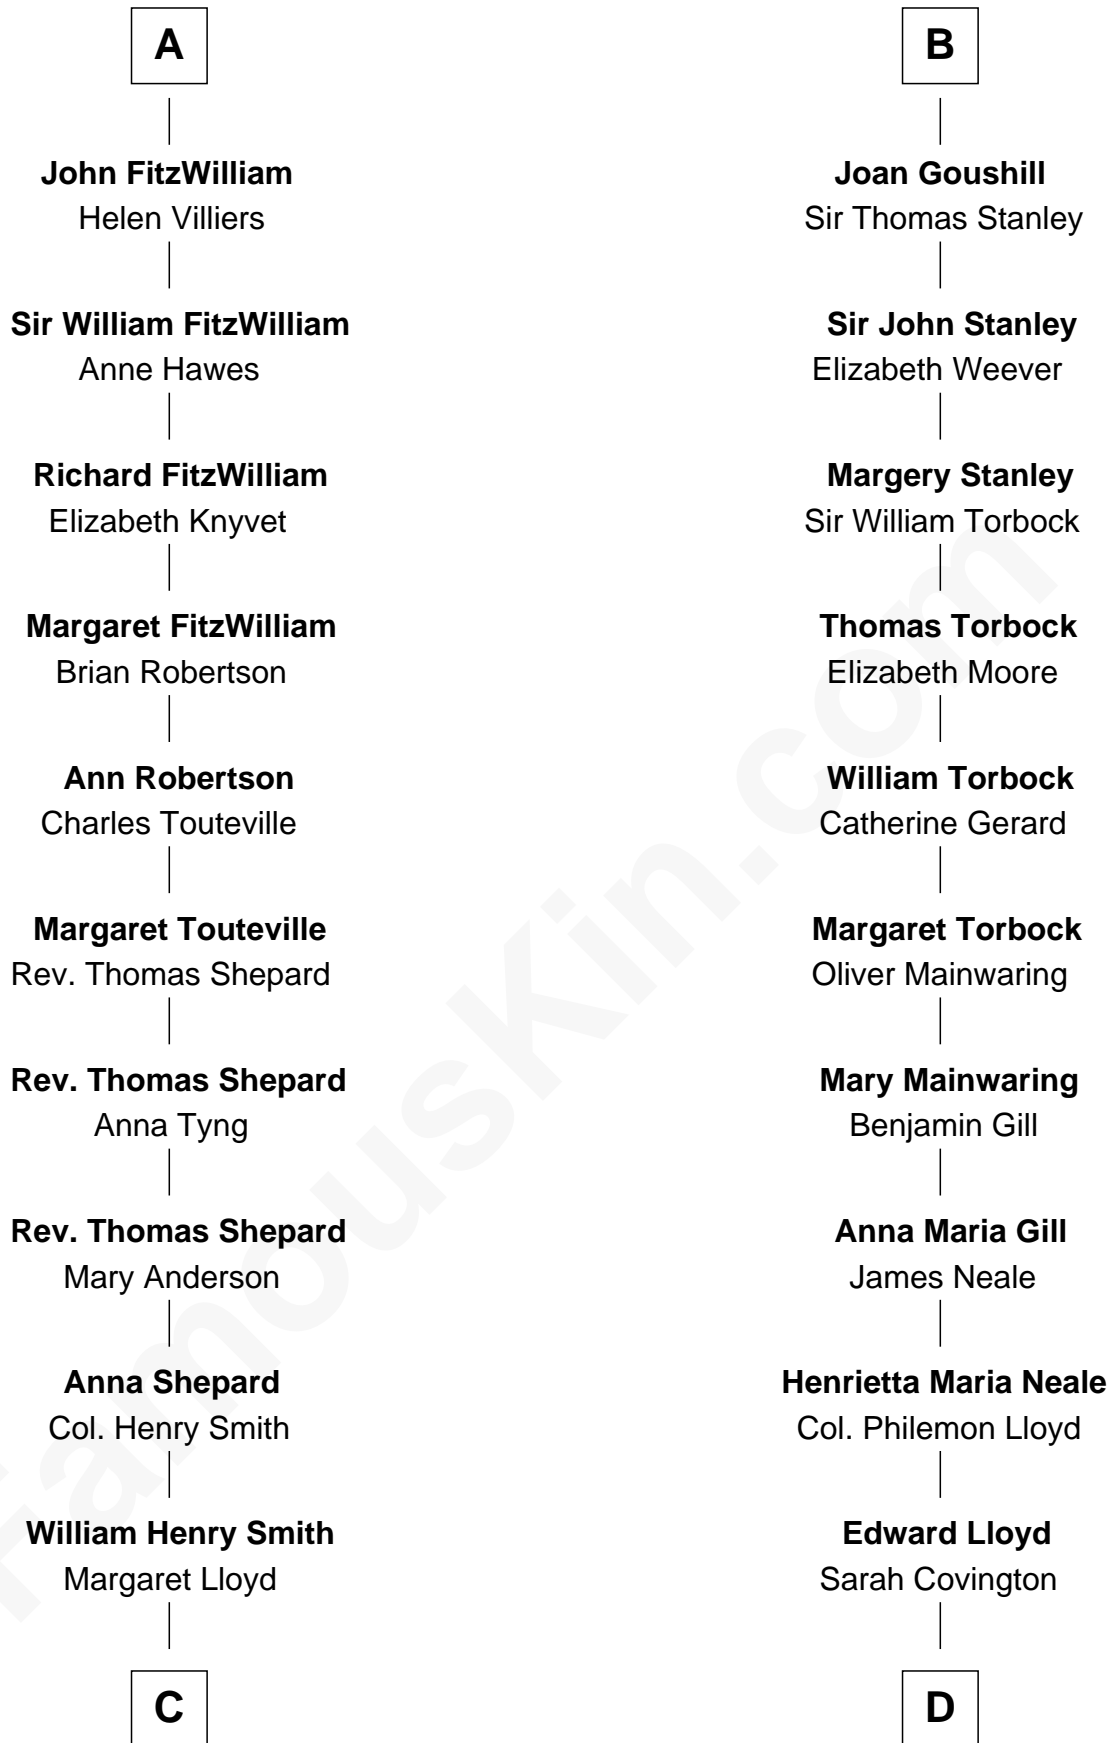 A
John FitzWilliam
Helen Villiers
Sir William FitzWilliam
Anne Hawes
Richard FitzWilliam
Elizabeth Knyvet
Margaret FitzWilliam
Brian Robertson
Ann Robertson
Charles Touteville
Margaret Touteville
Rev. Thomas Shepard
Rev. Thomas Shepard
Anna Tyng
Rev. Thomas Shepard
Mary Anderson
Anna Shepard
Col. Henry Smith
William Henry Smith
Margaret Lloyd
C
B
Joan Goushill
Sir Thomas Stanley
Sir John Stanley
Elizabeth Weever
Margery Stanley
Sir William Torbock
Thomas Torbock
Elizabeth Moore
William Torbock
Catherine Gerard
Margaret Torbock
Oliver Mainwaring
Mary Mainwaring
Benjamin Gill
Anna Maria Gill
James Neale
Henrietta Maria Neale
Col. Philemon Lloyd
Edward Lloyd
Sarah Covington
D
FamousKin.com